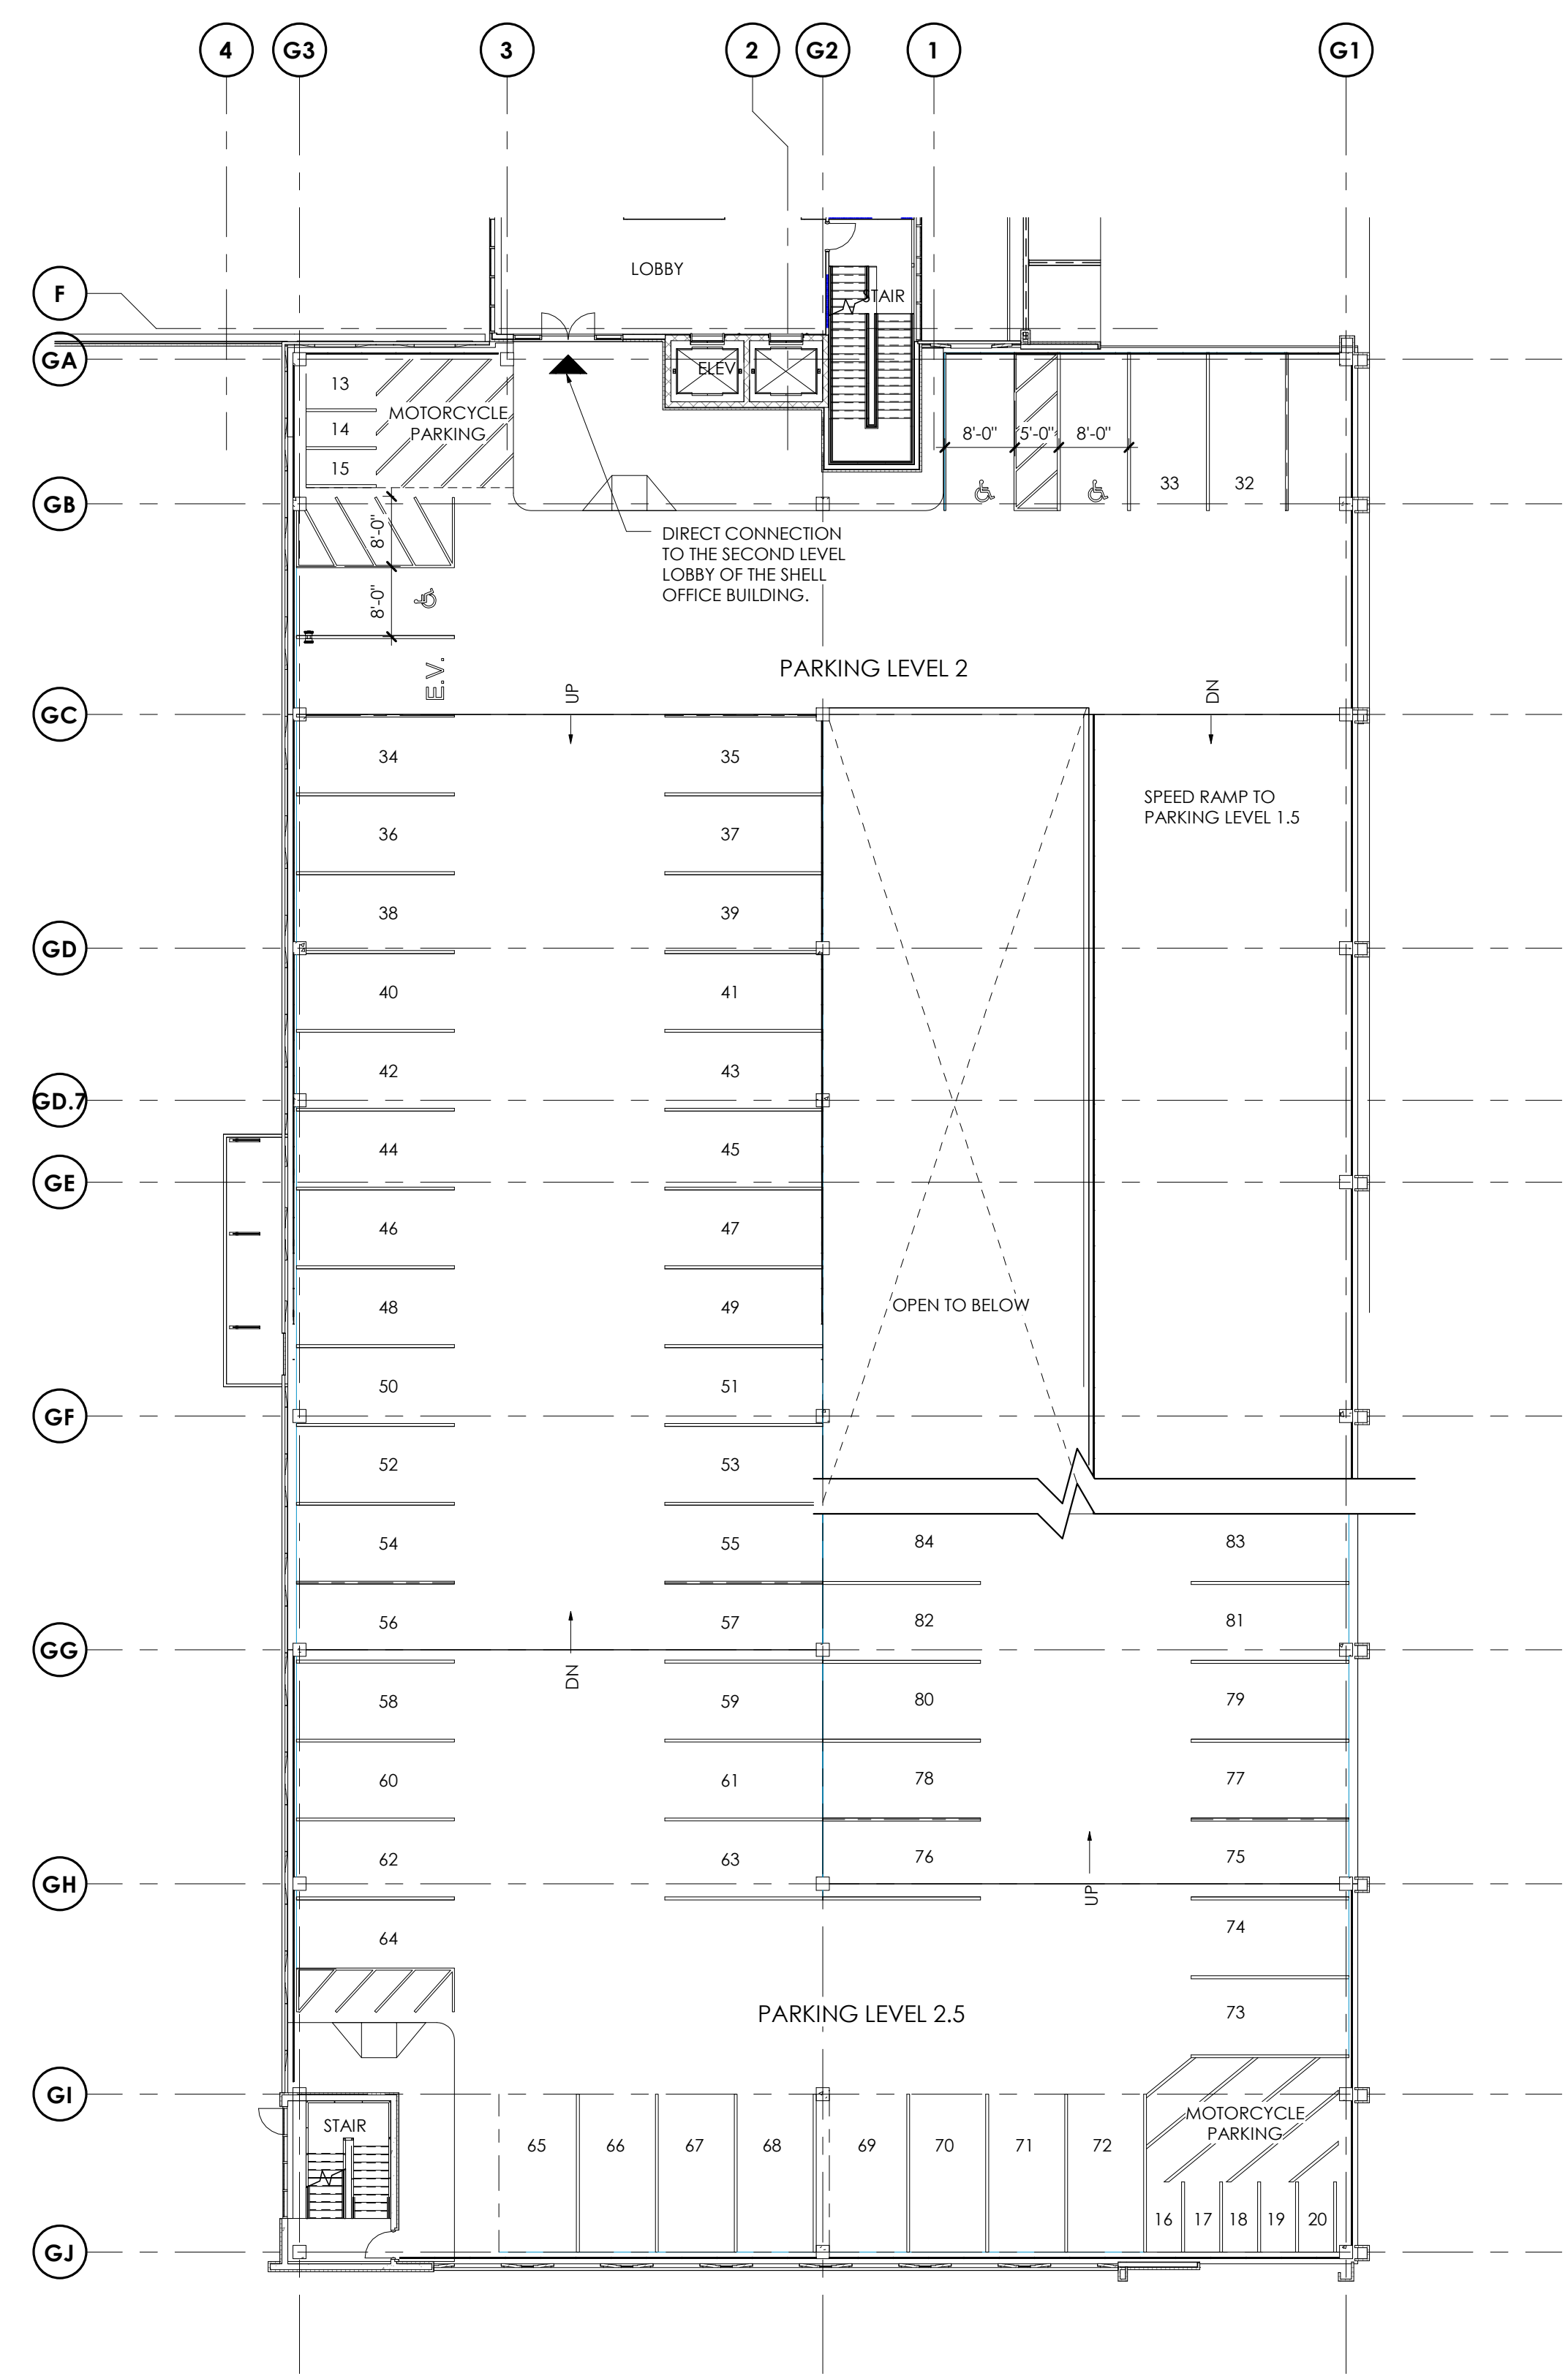 4 G3 3 2 G2 1 G1
LOBBY
F
STAIR
GA
ELEV
13
MOTORCYCLE
PARKING
14
15
8'-0" 5'-0" 8'-0"
33 32
GB
8'-0"
DIRECT CONNECTION
TO THE SECOND LEVEL
LOBBY OF THE SHELL
OFFICE BUILDING.
8'-0"
E.V.
PARKING LEVEL 2
UP
DN
GC
34 35
SPEED RAMP TO
PARKING LEVEL 1.5
36 37
38 39
GD
40 41
42 43
GD.7
44 45
GE
46 47
48 49
OPEN TO BELOW
50 51
GF
52 53
54 55 84 83
56 57 82 81
GG
DN
58 59 80 79
60 61 78 77
62 63 76 75
GH
UP
64 74
PARKING LEVEL 2.5
73
GI
STAIR
MOTORCYCLE
PARKING
65 66 67 68 69 70 71 72
16 17 18 19 20
GJ